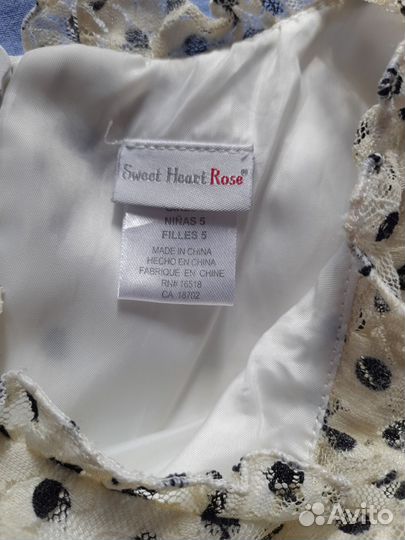 Sweet Heart Rose®
NIÑAS 5
FILLES 5
MADE IN CHINA
HECHO EN CHINA
FABRIQUÉ EN CHINE
RN# 16518
CA 18702
Avito